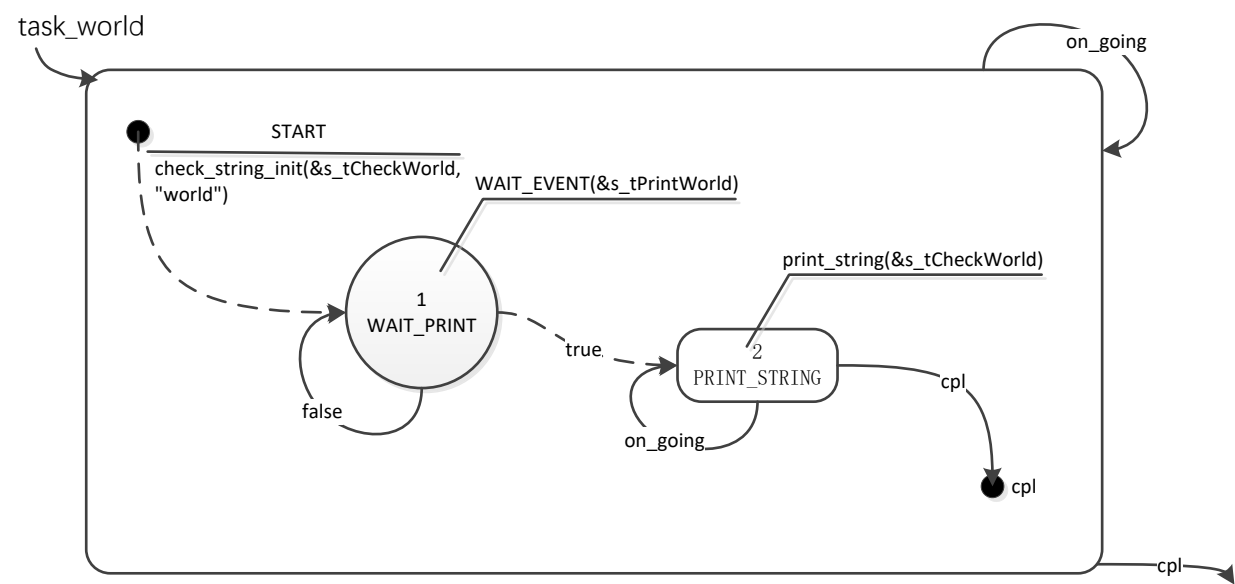 task_world
on_going
START
check_string_init(&s_tCheckWorld,
"world")
WAIT_EVENT(&s_tPrintWorld)
print_string(&s_tCheckWorld)
1
WAIT_PRINT
true
2
PRINT_STRING
cpl
false
on_going
cpl
cpl